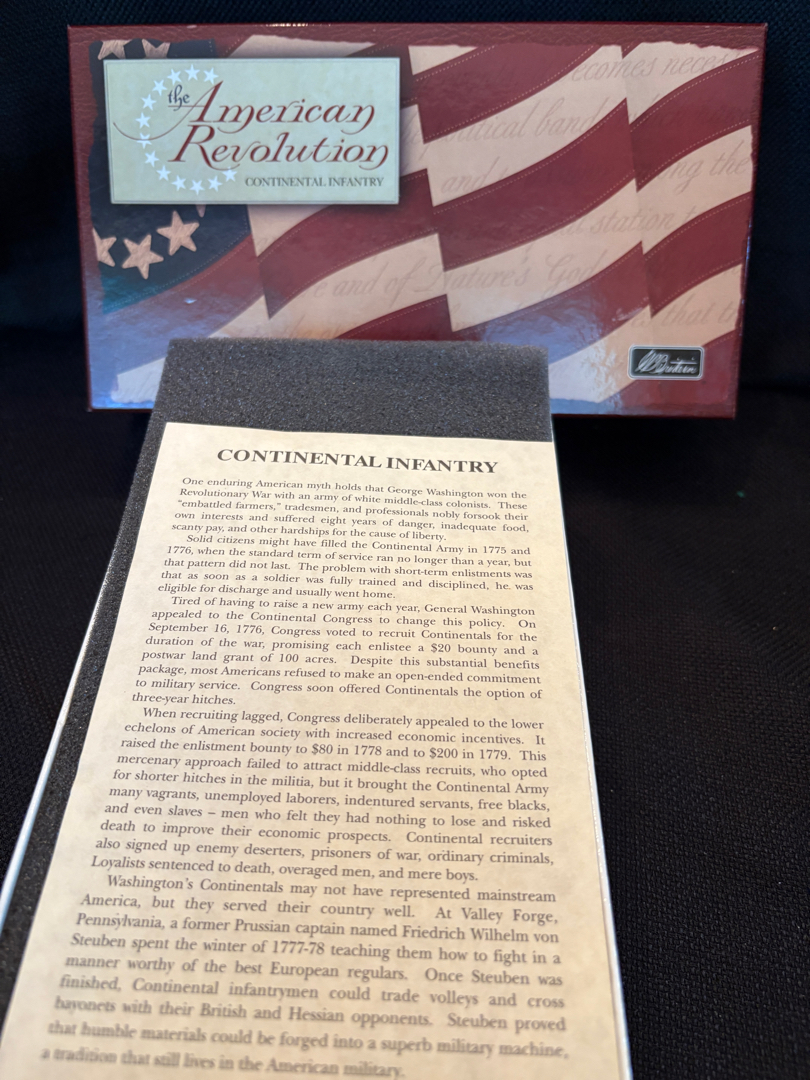 the
American
Revolution
CONTINENTAL INFANTRY
comes neces
political band
and
ng the
station t
e and of Nature's God
that
W Britain
CONTINENTAL INFANTRY
One enduring American myth holds that George Washington won the
Revolutionary War with an army of white middle-class colonists. These
“embattled farmers,” tradesmen, and professionals nobly forsook their
own interests and suffered eight years of danger, inadequate food,
scanty pay, and other hardships for the cause of liberty.
Solid citizens might have filled the Continental Army in 1775 and
1776, when the standard term of service ran no longer than a year, but
that pattern did not last. The problem with short-term enlistments was
that as soon as a soldier was fully trained and disciplined, he was
eligible for discharge and usually went home.
Tired of having to raise a new army each year, General Washington
appealed to the Continental Congress to change this policy. On
September 16, 1776, Congress voted to recruit Continentals for the
duration of the war, promising each enlistee a $20 bounty and a
postwar land grant of 100 acres. Despite this substantial benefits
package, most Americans refused to make an open-ended commitment
to military service. Congress soon offered Continentals the option of
three-year hitches.
When recruiting lagged, Congress deliberately appealed to the lower
echelons of American society with increased economic incentives. It
raised the enlistment bounty to $80 in 1778 and to $200 in 1779. This
mercenary approach failed to attract middle-class recruits, who opted
for shorter hitches in the militia, but it brought the Continental Army
many vagrants, unemployed laborers, indentured servants, free blacks,
and even slaves – men who felt they had nothing to lose and risked
death to improve their economic prospects. Continental recruiters
also signed up enemy deserters, prisoners of war, ordinary criminals,
Loyalists sentenced to death, overaged men, and mere boys.
Washington's Continentals may not have represented mainstream
America, but they served their country well. At Valley Forge,
Pennsylvania, a former Prussian captain named Friedrich Wilhelm von
Steuben spent the winter of 1777-78 teaching them how to fight in a
manner worthy of the best European regulars. Once Steuben was
finished, Continental infantrymen could trade volleys and cross
bayonets with their British and Hessian opponents. Steuben proved
that humble materials could be forged into a superb military machine,
a tradition that still lives in the American military.